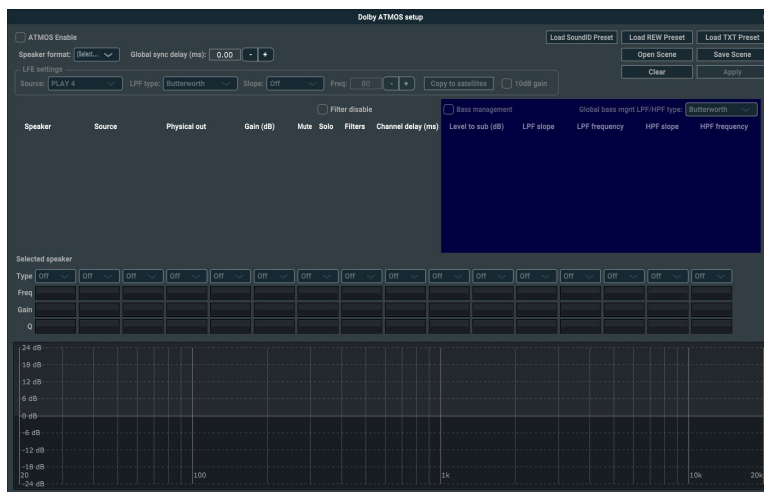 Dolby ATMOS setup
ATMOS Enable
Load SoundID Preset Load REW Preset Load TXT Preset
Speaker format: (Select... Global sync delay (ms): 0.00 - + Open Scene Save Scene
LFE settings
Clear Apply
Source: PLAY 4 LPF type: Butterworth Slope: Off Freq: 80 - + Copy to satellites 10dB gain
Filter disable Bass management Global bass mgnt LPF/HPF type: Butterworth
Speaker Source Physical out Gain (dB) Mute Solo Filters Channel delay (ms) Level to sub (dB) LPF slope LPF frequency HPF slope HPF frequency
Selected speaker
Type Off Off Off Off Off Off Off Off Off Off Off Off Off Off Off Off
Freq
Gain
Q
24 dB
18 dB
12 dB
6 dB
0 dB
-6 dB
-12 dB
-18 dB
20 100 1k 10k 20k
-24 dB